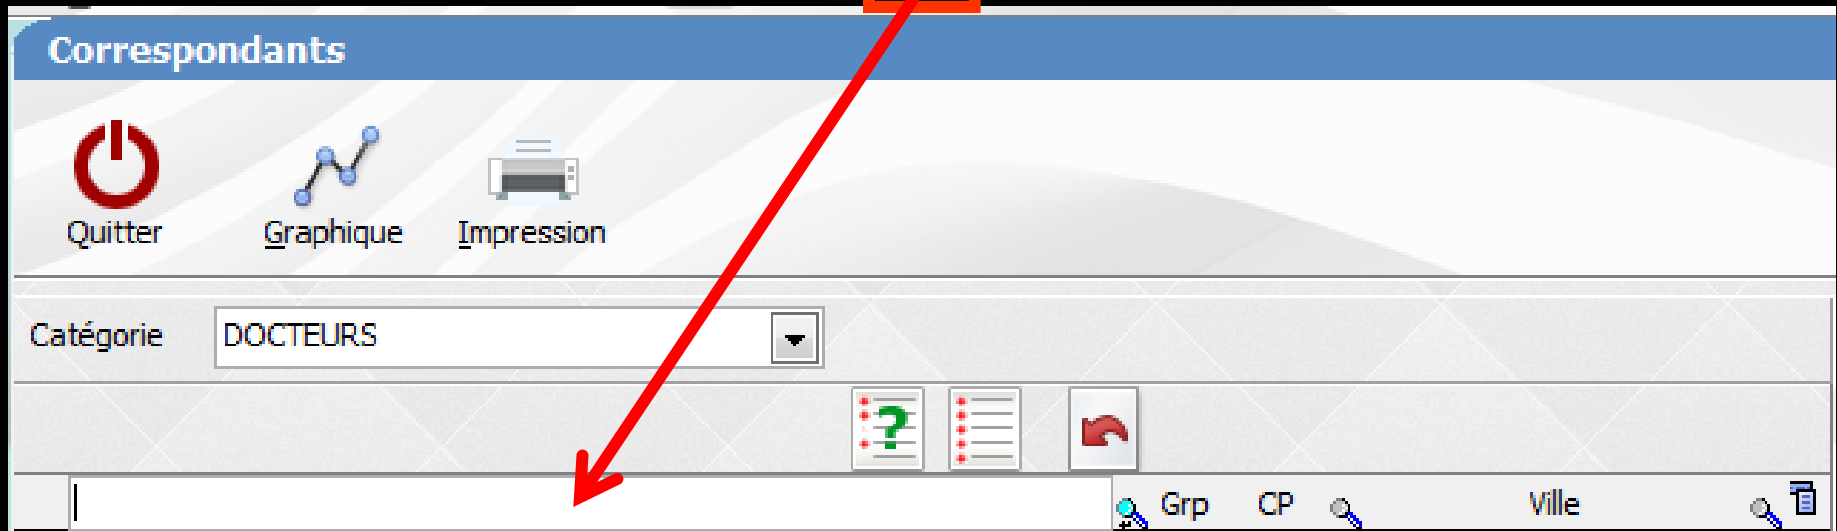 Correspondants
Quitter Graphique Impression
Catégorie DOCTEURS
?
Grp CP Ville